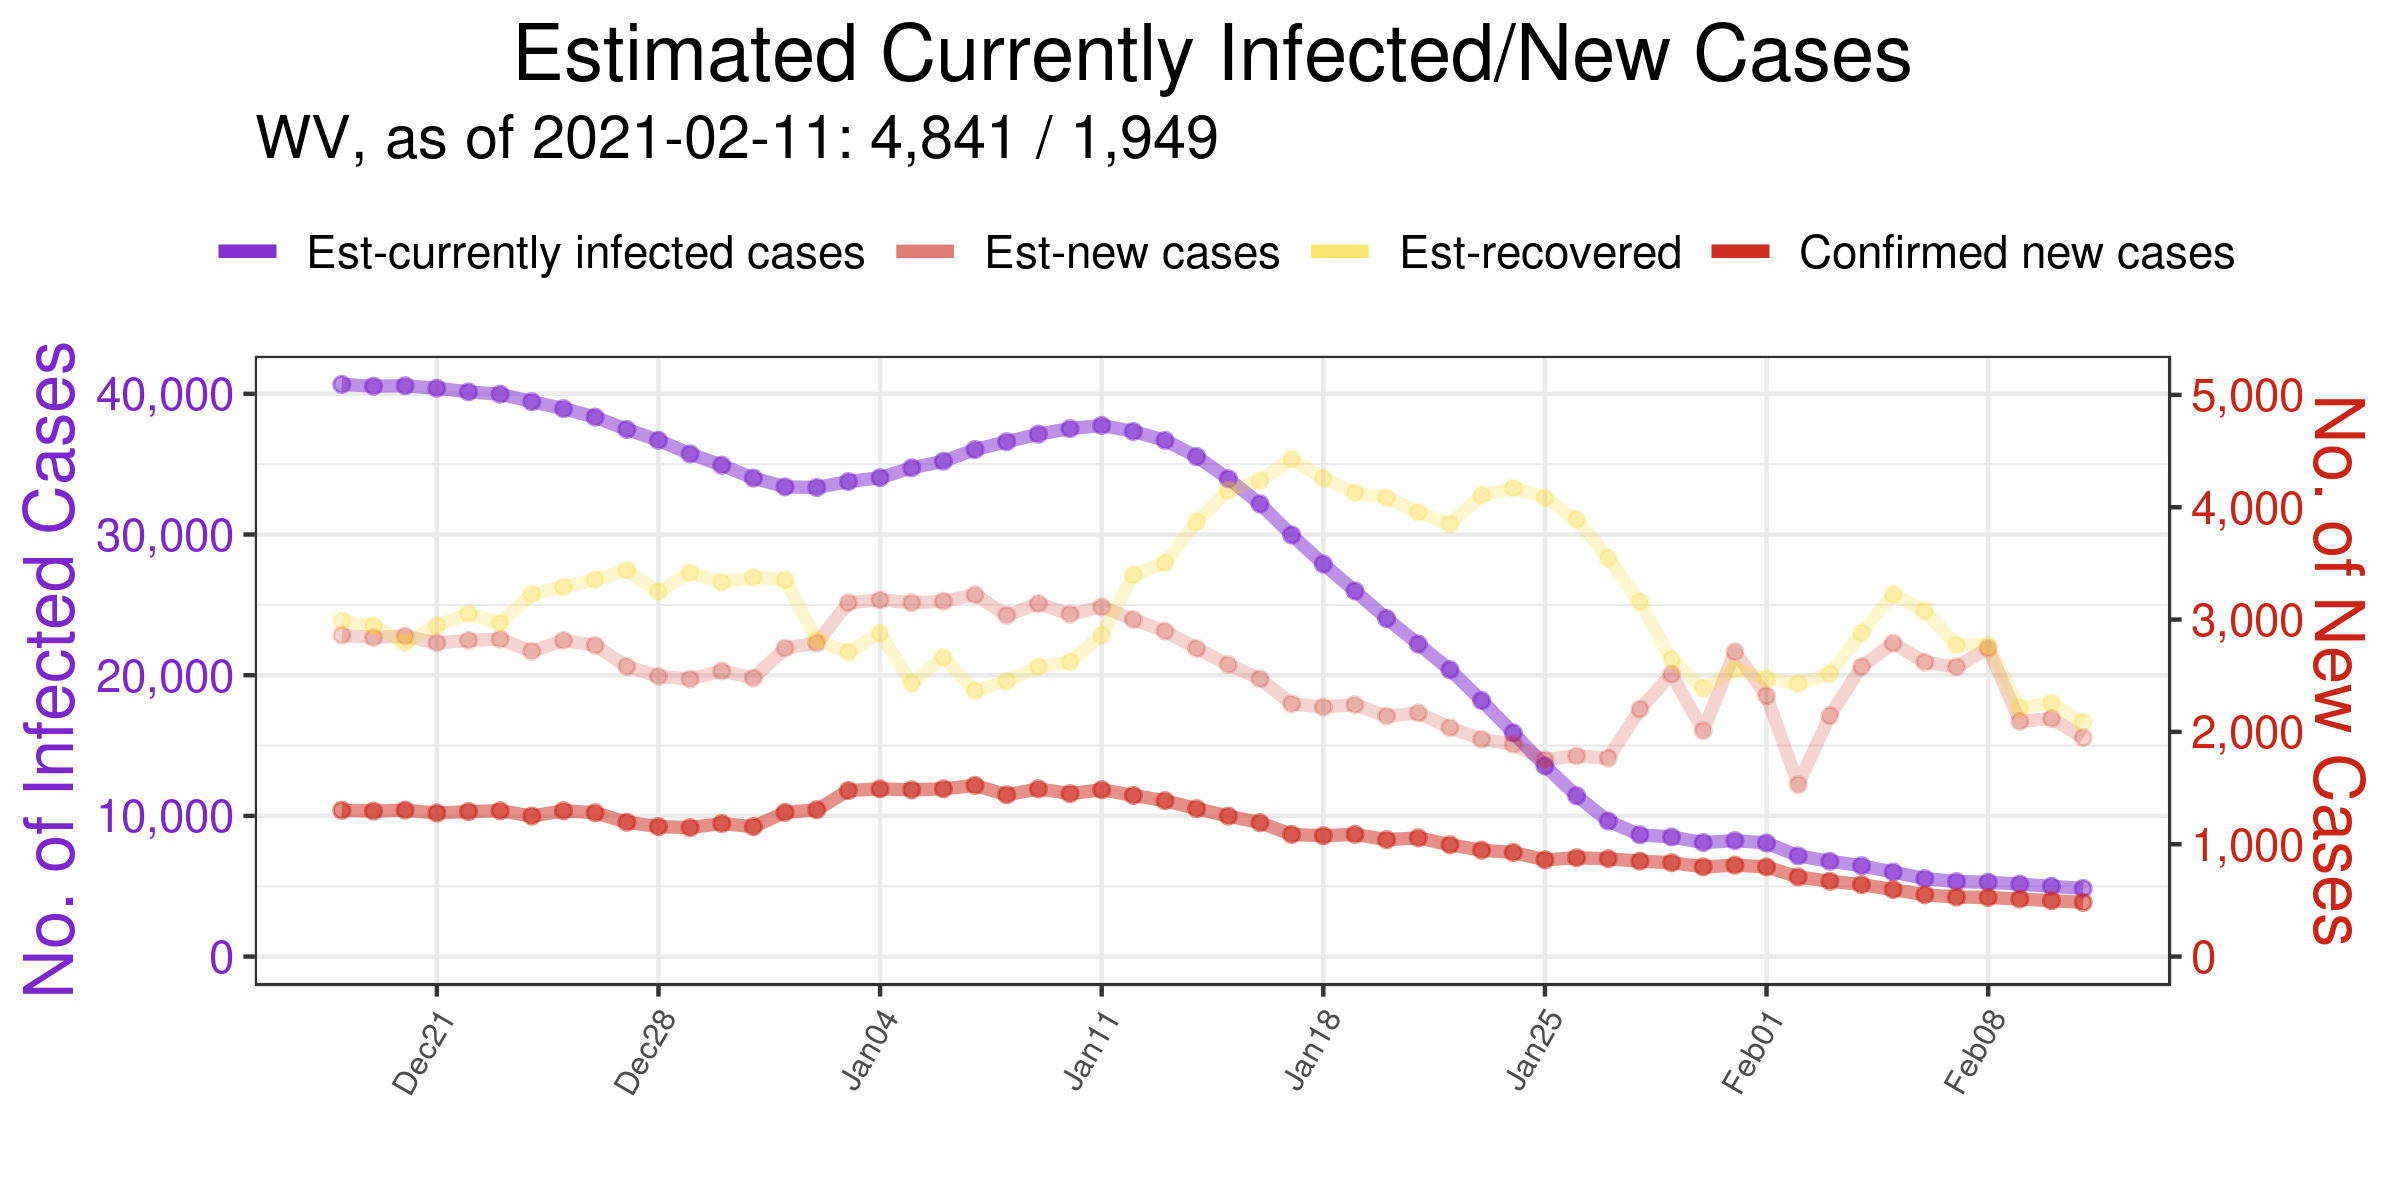 Estimated Currently Infected/New Cases
WV, as of 2021-02-11: 4,841 / 1,949
Est-currently infected cases Est-new cases Est-recovered Confirmed new cases
No. of Infected Cases
40,000
30,000
20,000
10,000
0
5,000
4,000
3,000
2,000
1,000
0
No. of New Cases
Dec21 Dec28 Jan04 Jan11 Jan18 Jan25 Feb01 Feb08